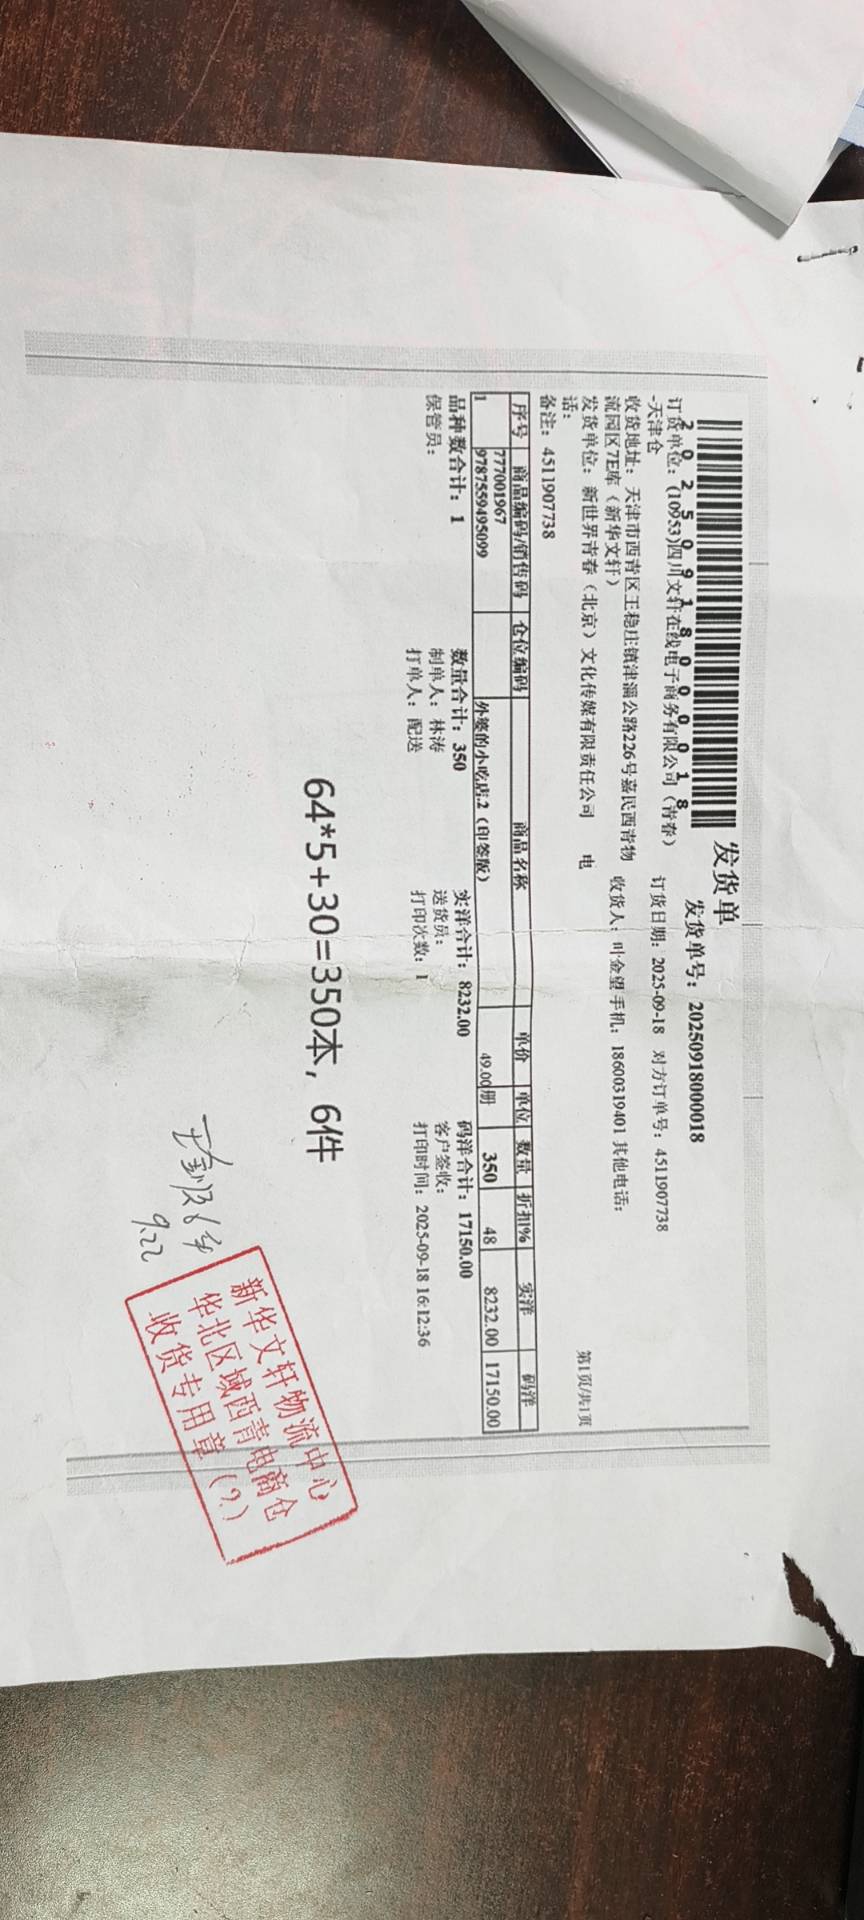 发货单
20250918000018
发货单号：20250918000018
订货单位：(10953)四川文轩在线电子商务有限公司（青春）-天津仓
订货日期：2025-09-18 对方订单号：4511907738
收货地址：天津市西青区王稳庄镇津淄公路226号嘉民西青物流园区7E库（新华文轩）
收货人：叶金望 手机：18600319401 其他电话：
发货单位：新世界青春（北京）文化传媒有限责任公司 电话：
第1页/共1页
备注：4511907738
序号 商品编码/销售码 仓位编码 商品名称 单价 单位 数量 折扣% 实洋 码洋
1 777001967 9787559495099 外婆的小吃店.2（印签版） 49.00 册 350 48 8232.00 17150.00
品种数合计：1 数量合计：350 实洋合计：8232.00 码洋合计：17150.00
保管员： 制单人：林涛 送货员： 客户签收：
打单人：配送 打印次数：1 打印时间：2025-09-18 16:12:36
64*5+30=350本，6件
9.22
新华文轩物流中心
华北区域西青电商仓
收货专用章（9）